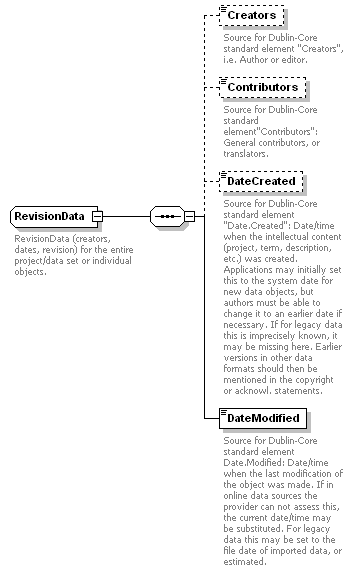 Creators
Source for Dublin-Core
standard element "Creators",
i.e. Author or editor.
Contributors
Source for Dublin-Core
standard
element"Contributors":
General contributors, or
translators.
DateCreated
Source for Dublin-Core
standard element
"Date.Created": Date/time
when the intellectual content
(project, term, description,
etc.) was created.
Applications may initially set
this to the system date for
new data objects, but
authors must be able to
change it to an earlier date if
necessary. If for legacy data
this is imprecisely known, it
may be missing here. Earlier
versions in other data
formats should then be
mentioned in the copyright
or acknowl. statements.
RevisionData
RevisionData (creators,
dates, revision) for the entire
project/data set or individual
objects.
DateModified
Source for Dublin-Core
standard element
Date.Modified: Date/time
when the last modification of
the object was made. If in
online data sources the
provider can not assess this,
the current date/time may
be substituted. For legacy
data this may be set to the
file date of imported data, or
estimated.